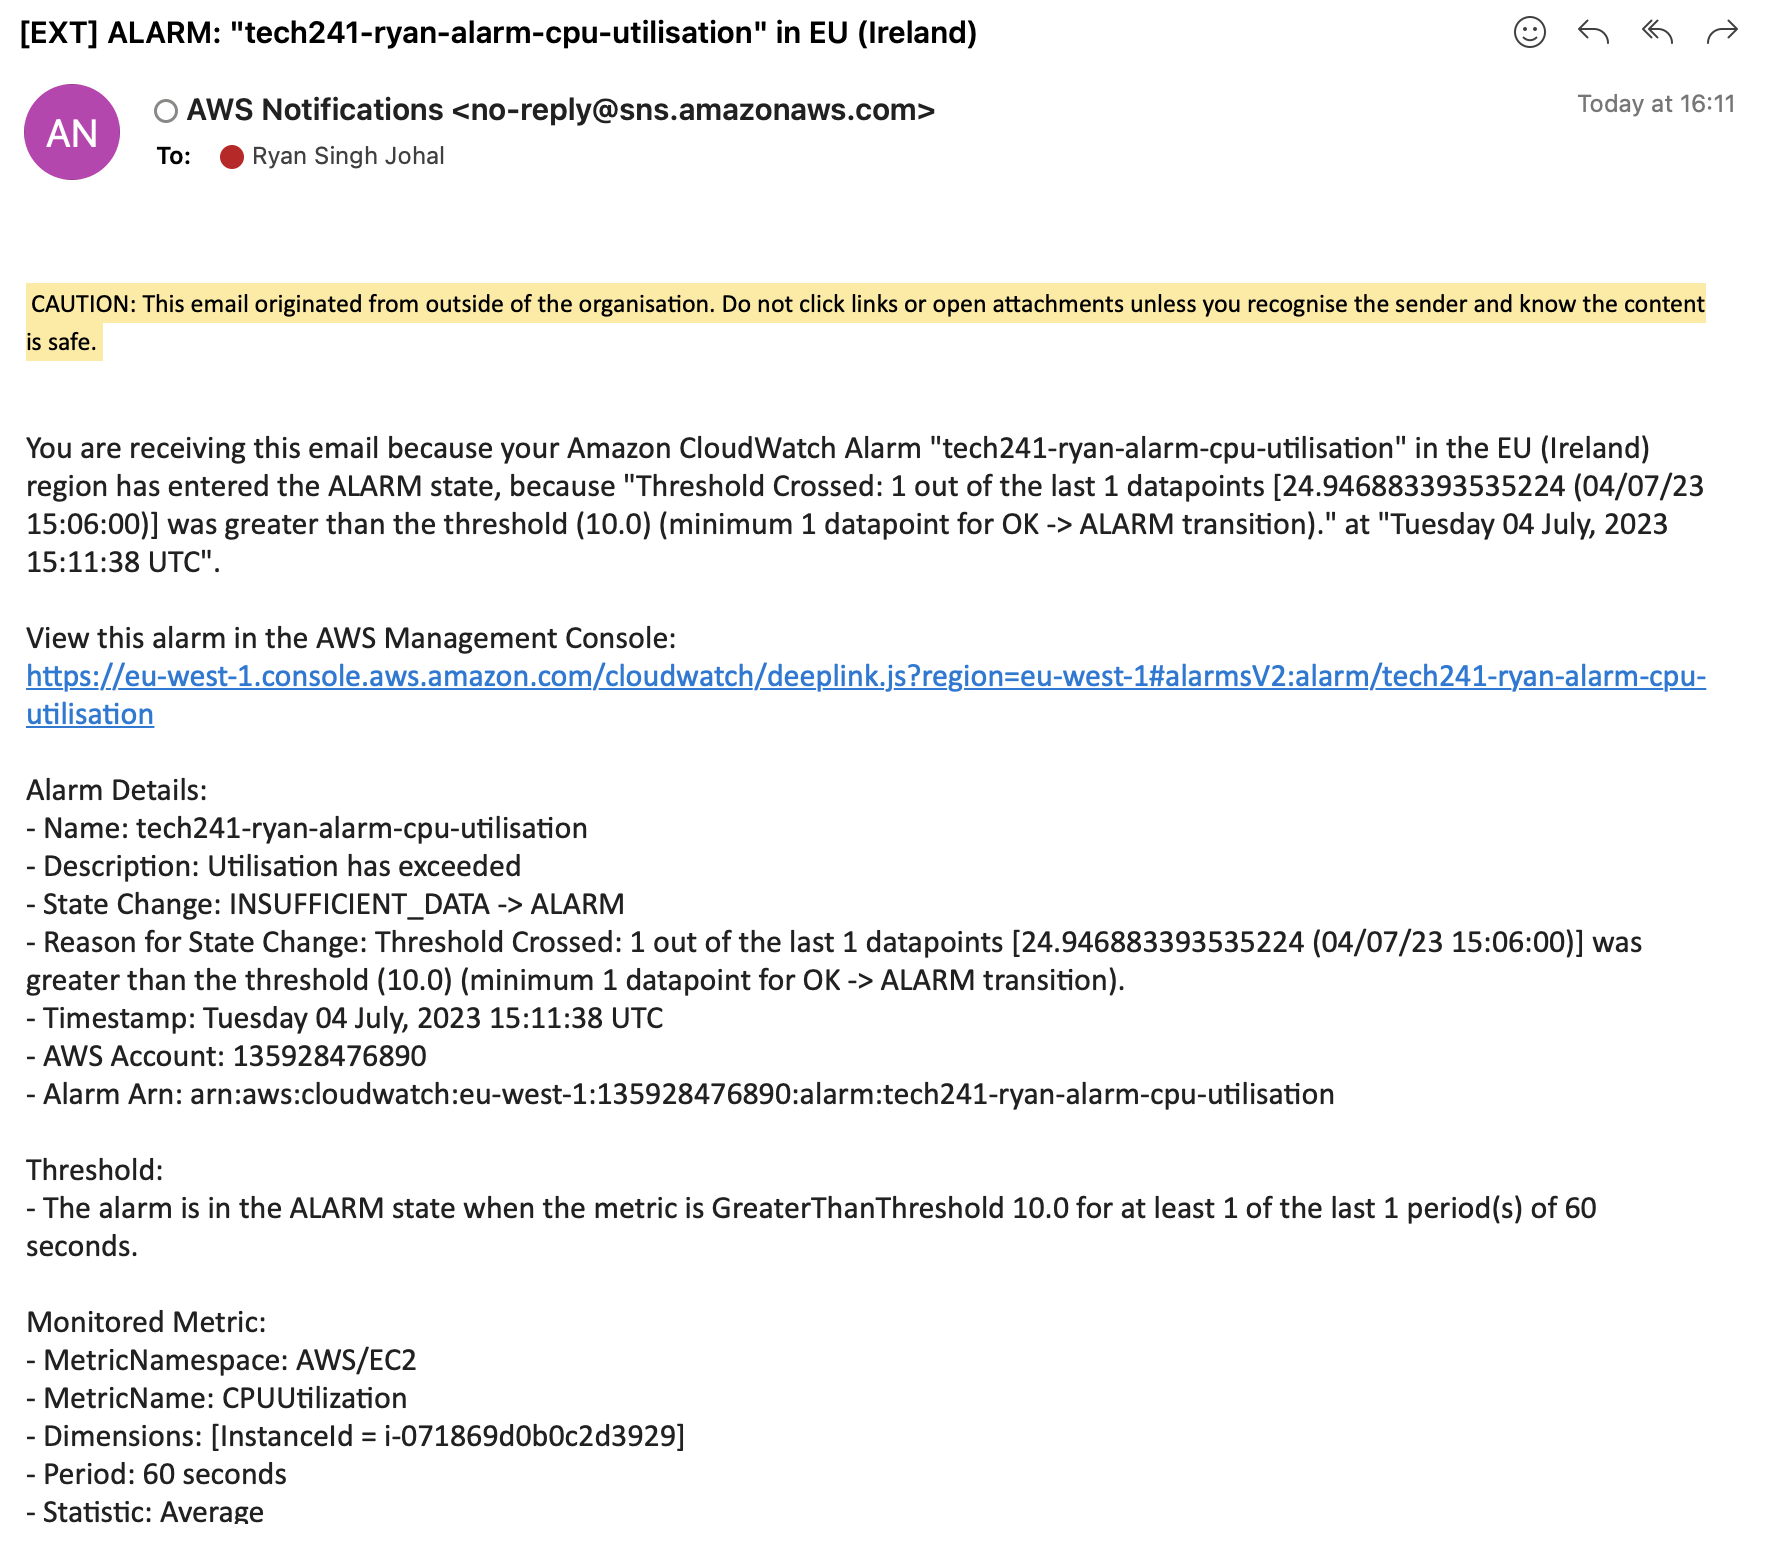 [EXT] ALARM: "tech241-ryan-alarm-cpu-utilisation" in EU (Ireland)
AN
AWS Notifications <no-reply@sns.amazonaws.com>
Today at 16:11
To: Ryan Singh Johal
CAUTION: This email originated from outside of the organisation. Do not click links or open attachments unless you recognise the sender and know the content
is safe.
You are receiving this email because your Amazon CloudWatch Alarm "tech241-ryan-alarm-cpu-utilisation" in the EU (Ireland)
region has entered the ALARM state, because "Threshold Crossed: 1 out of the last 1 datapoints [24.946883393535224 (04/07/23
15:06:00)] was greater than the threshold (10.0) (minimum 1 datapoint for OK -> ALARM transition)." at "Tuesday 04 July, 2023
15:11:38 UTC".
View this alarm in the AWS Management Console:
https://eu-west-1.console.aws.amazon.com/cloudwatch/deeplink.js?region=eu-west-1#alarmsV2:alarm/tech241-ryan-alarm-cpu-
utilisation
Alarm Details:
- Name: tech241-ryan-alarm-cpu-utilisation
- Description: Utilisation has exceeded
- State Change: INSUFFICIENT_DATA -> ALARM
- Reason for State Change: Threshold Crossed: 1 out of the last 1 datapoints [24.946883393535224 (04/07/23 15:06:00)] was
greater than the threshold (10.0) (minimum 1 datapoint for OK -> ALARM transition).
- Timestamp: Tuesday 04 July, 2023 15:11:38 UTC
- AWS Account: 135928476890
- Alarm Arn: arn:aws:cloudwatch:eu-west-1:135928476890:alarm:tech241-ryan-alarm-cpu-utilisation
Threshold:
- The alarm is in the ALARM state when the metric is GreaterThanThreshold 10.0 for at least 1 of the last 1 period(s) of 60
seconds.
Monitored Metric:
- MetricNamespace: AWS/EC2
- MetricName: CPUUtilization
- Dimensions: [InstanceId = i-071869d0b0c2d3929]
- Period: 60 seconds
- Statistic: Average